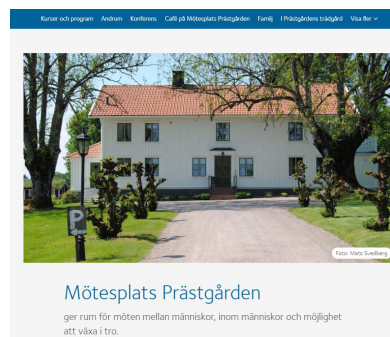 Kurser och program Andrum Konferens Café på Mötesplats Prästgården Familj I Prästgårdens trädgård Visa fler
P
Foto: Mats Svedberg
Mötesplats Prästgården
ger rum för möten mellan människor, inom människor och möjlighet
att växa i tro.